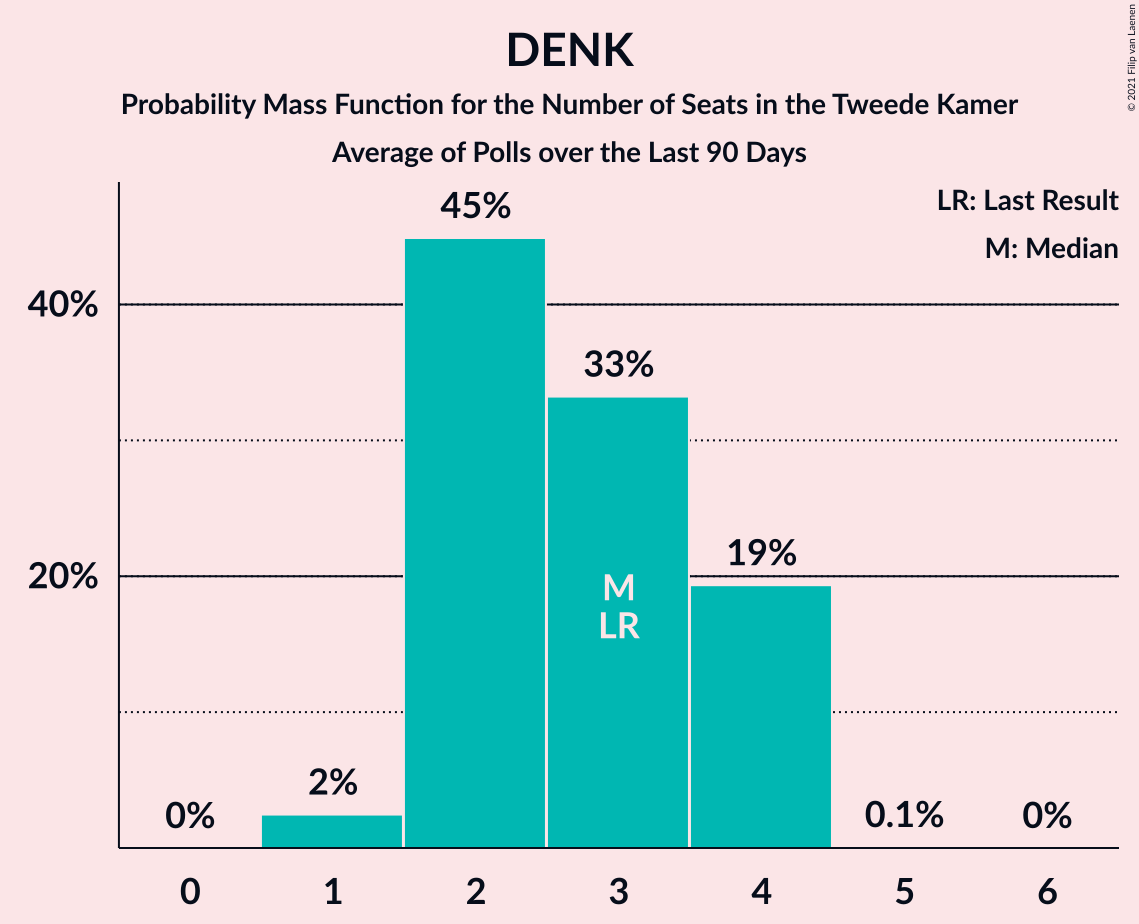 DENK
Probability Mass Function for the Number of Seats in the Tweede Kamer
Average of Polls over the Last 90 Days
© 2021 Filip van Laenen
LR: Last Result
M: Median
45%
40%
33%
20%
19%
M
LR
2%
0%
0.1%
0%
0 1 2 3 4 5 6